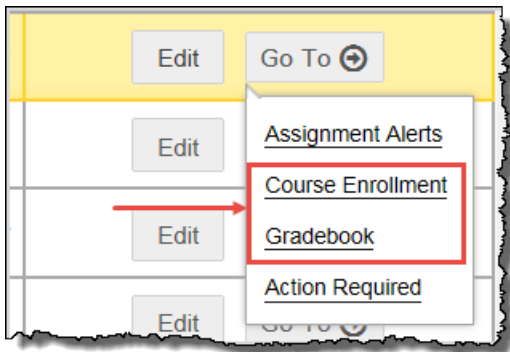 Edit Go To
Assignment Alerts
Edit
Course Enrollment
Edit
Gradebook
Action Required
Edit Go To